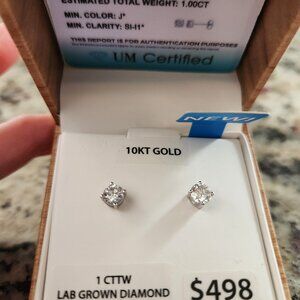 ESTIMATED TOTAL WEIGHT: 1.00CT
MIN. COLOR: J*
MIN. CLARITY: SI-I1*
THIS REPORT IS FOR AUTHENTICATION PURPOSES
UM Certified
NEW!
10KT GOLD
1 CTTW
LAB GROWN DIAMOND
$498